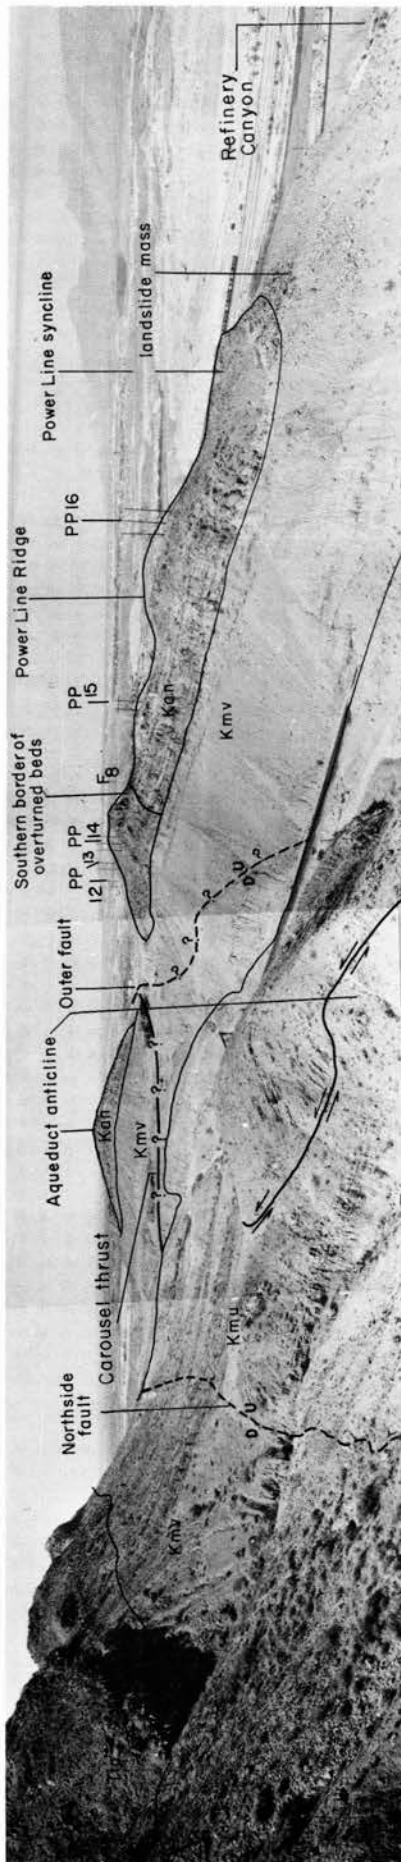 Northside
fault
Carousel thrust
Aqueduct anticline
Outer fault
Southern border of
overturned beds
PP
12
PP
13
14
F8
PP
15
Power Line Ridge
PP16
Power Line syncline
landslide mass
Refinery
Canyon
Kan
Kmv
?
?
?
?
?
?
?
?
D
U
Kan
Kmv
Kmv
Kmu
D
U